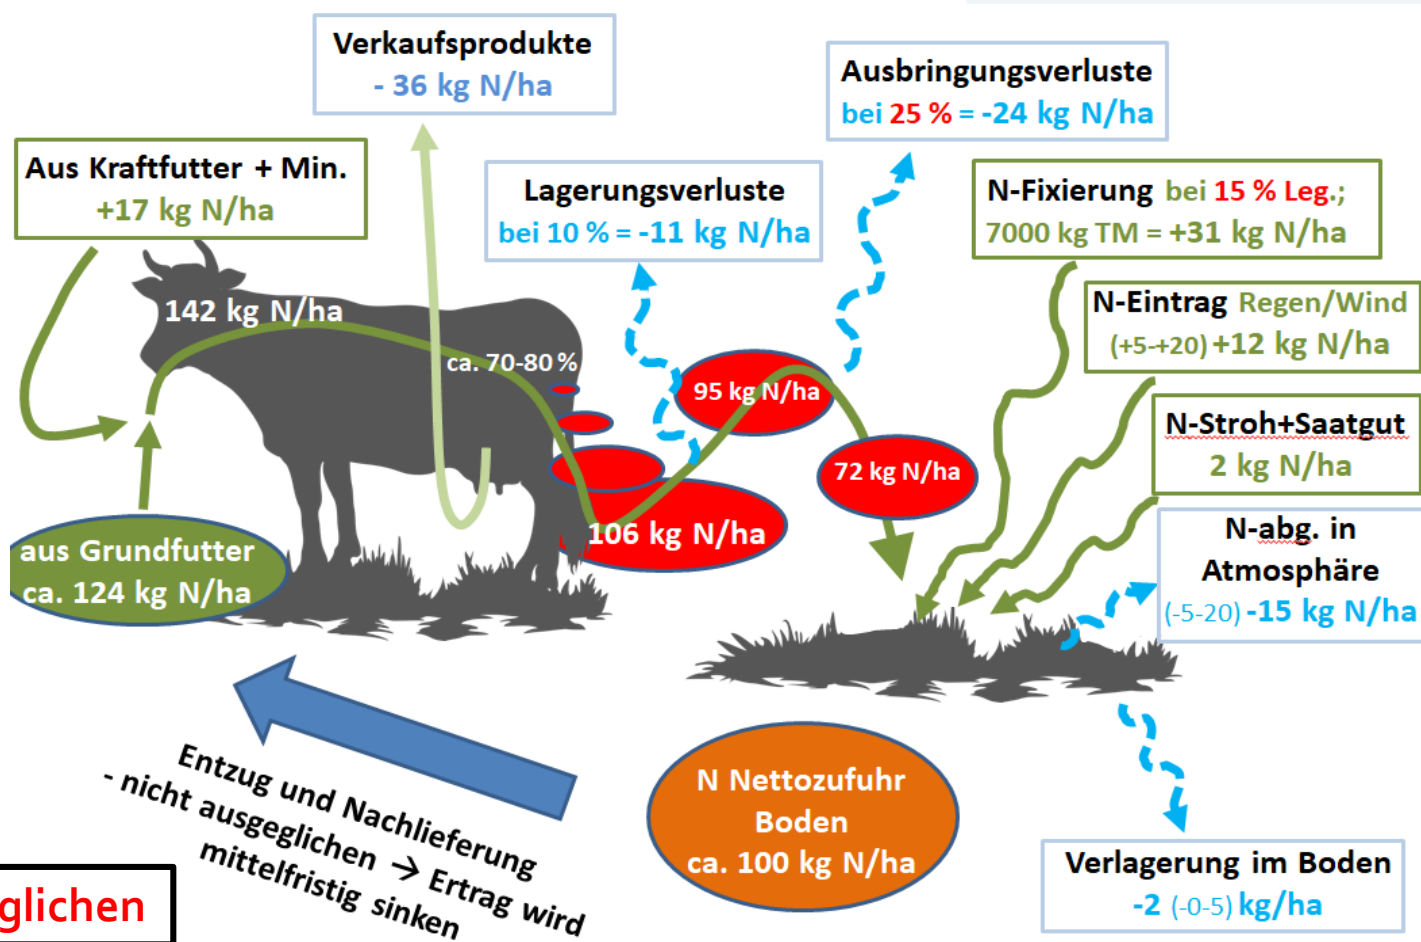 Verkaufsprodukte
- 36 kg N/ha
Ausbringungsverluste
bei 25 % = -24 kg N/ha
Aus Kraftfutter + Min.
+17 kg N/ha
Lagerungsverluste
bei 10 % = -11 kg N/ha
N-Fixierung bei 15 % Leg.;
7000 kg TM = +31 kg N/ha
N-Eintrag Regen/Wind
(+5-+20) +12 kg N/ha
142 kg N/ha
ca. 70-80 %
95 kg N/ha
72 kg N/ha
106 kg N/ha
N-Stroh+Saatgut
2 kg N/ha
aus Grundfutter
ca. 124 kg N/ha
N-abg. in
Atmosphäre
(-5-20) -15 kg N/ha
Entzug und Nachlieferung
- nicht ausgeglichen → Ertrag wird
mittelfristig sinken
N Nettozufuhr
Boden
ca. 100 kg N/ha
Verlagerung im Boden
-2 (-0-5) kg/ha
glichen